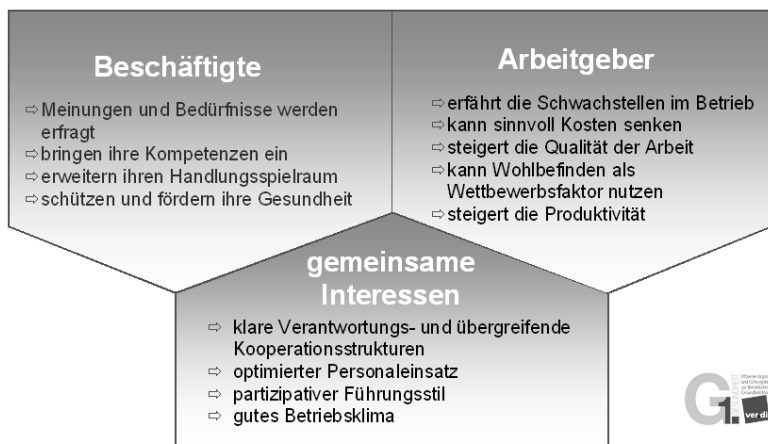 Beschäftigte
⇨ Meinungen und Bedürfnisse werden
erfragt
⇨ bringen ihre Kompetenzen ein
⇨ erweitern ihren Handlungsspielraum
⇨ schützen und fördern ihre Gesundheit
Arbeitgeber
⇨ erfährt die Schwachstellen im Betrieb
⇨ kann sinnvoll Kosten senken
⇨ steigert die Qualität der Arbeit
⇨ kann Wohlbefinden als
Wettbewerbsfaktor nutzen
⇨ steigert die Produktivität
gemeinsame
Interessen
⇨ klare Verantwortungs- und übergreifende
Kooperationsstrukturen
⇨ optimierter Personaleinsatz
⇨ partizipativer Führungsstil
⇨ gutes Betriebsklima
G
GESUNDHEIT
1.
ver di